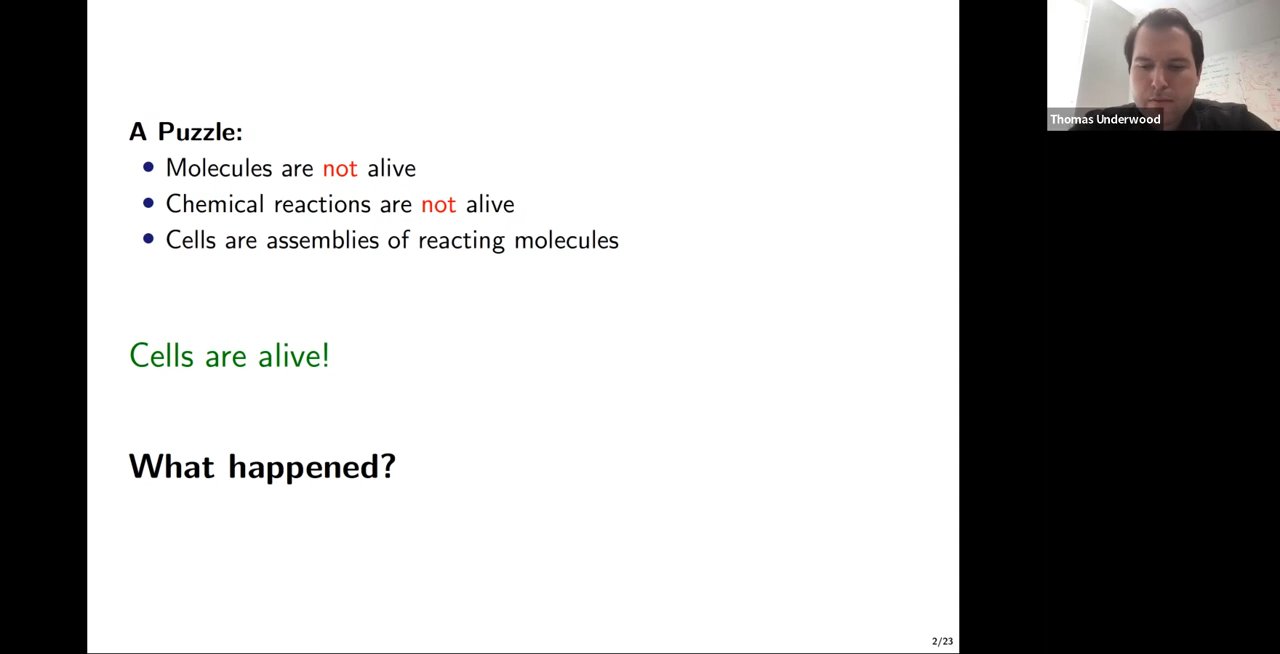 A Puzzle:
• Molecules are not alive
• Chemical reactions are not alive
• Cells are assemblies of reacting molecules
Cells are alive!
What happened?
2/23
Thomas Underwood